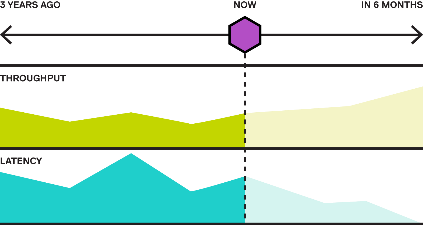 3 YEARS AGO
NOW
IN 6 MONTHS
THROUGHPUT
LATENCY